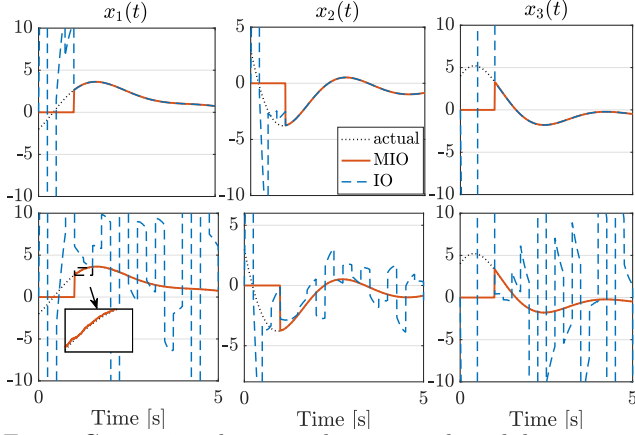 x₁(t) x₂(t) x₃(t)
10 5 10
5 0 5
0 0
-5 -5 -5
-10 -10
actual
MIO
IO
10 5 10
5 0 5
0 0
-5 -5 -5
-10 -10
0 5 0 5 0 5
Time [s] Time [s] Time [s]